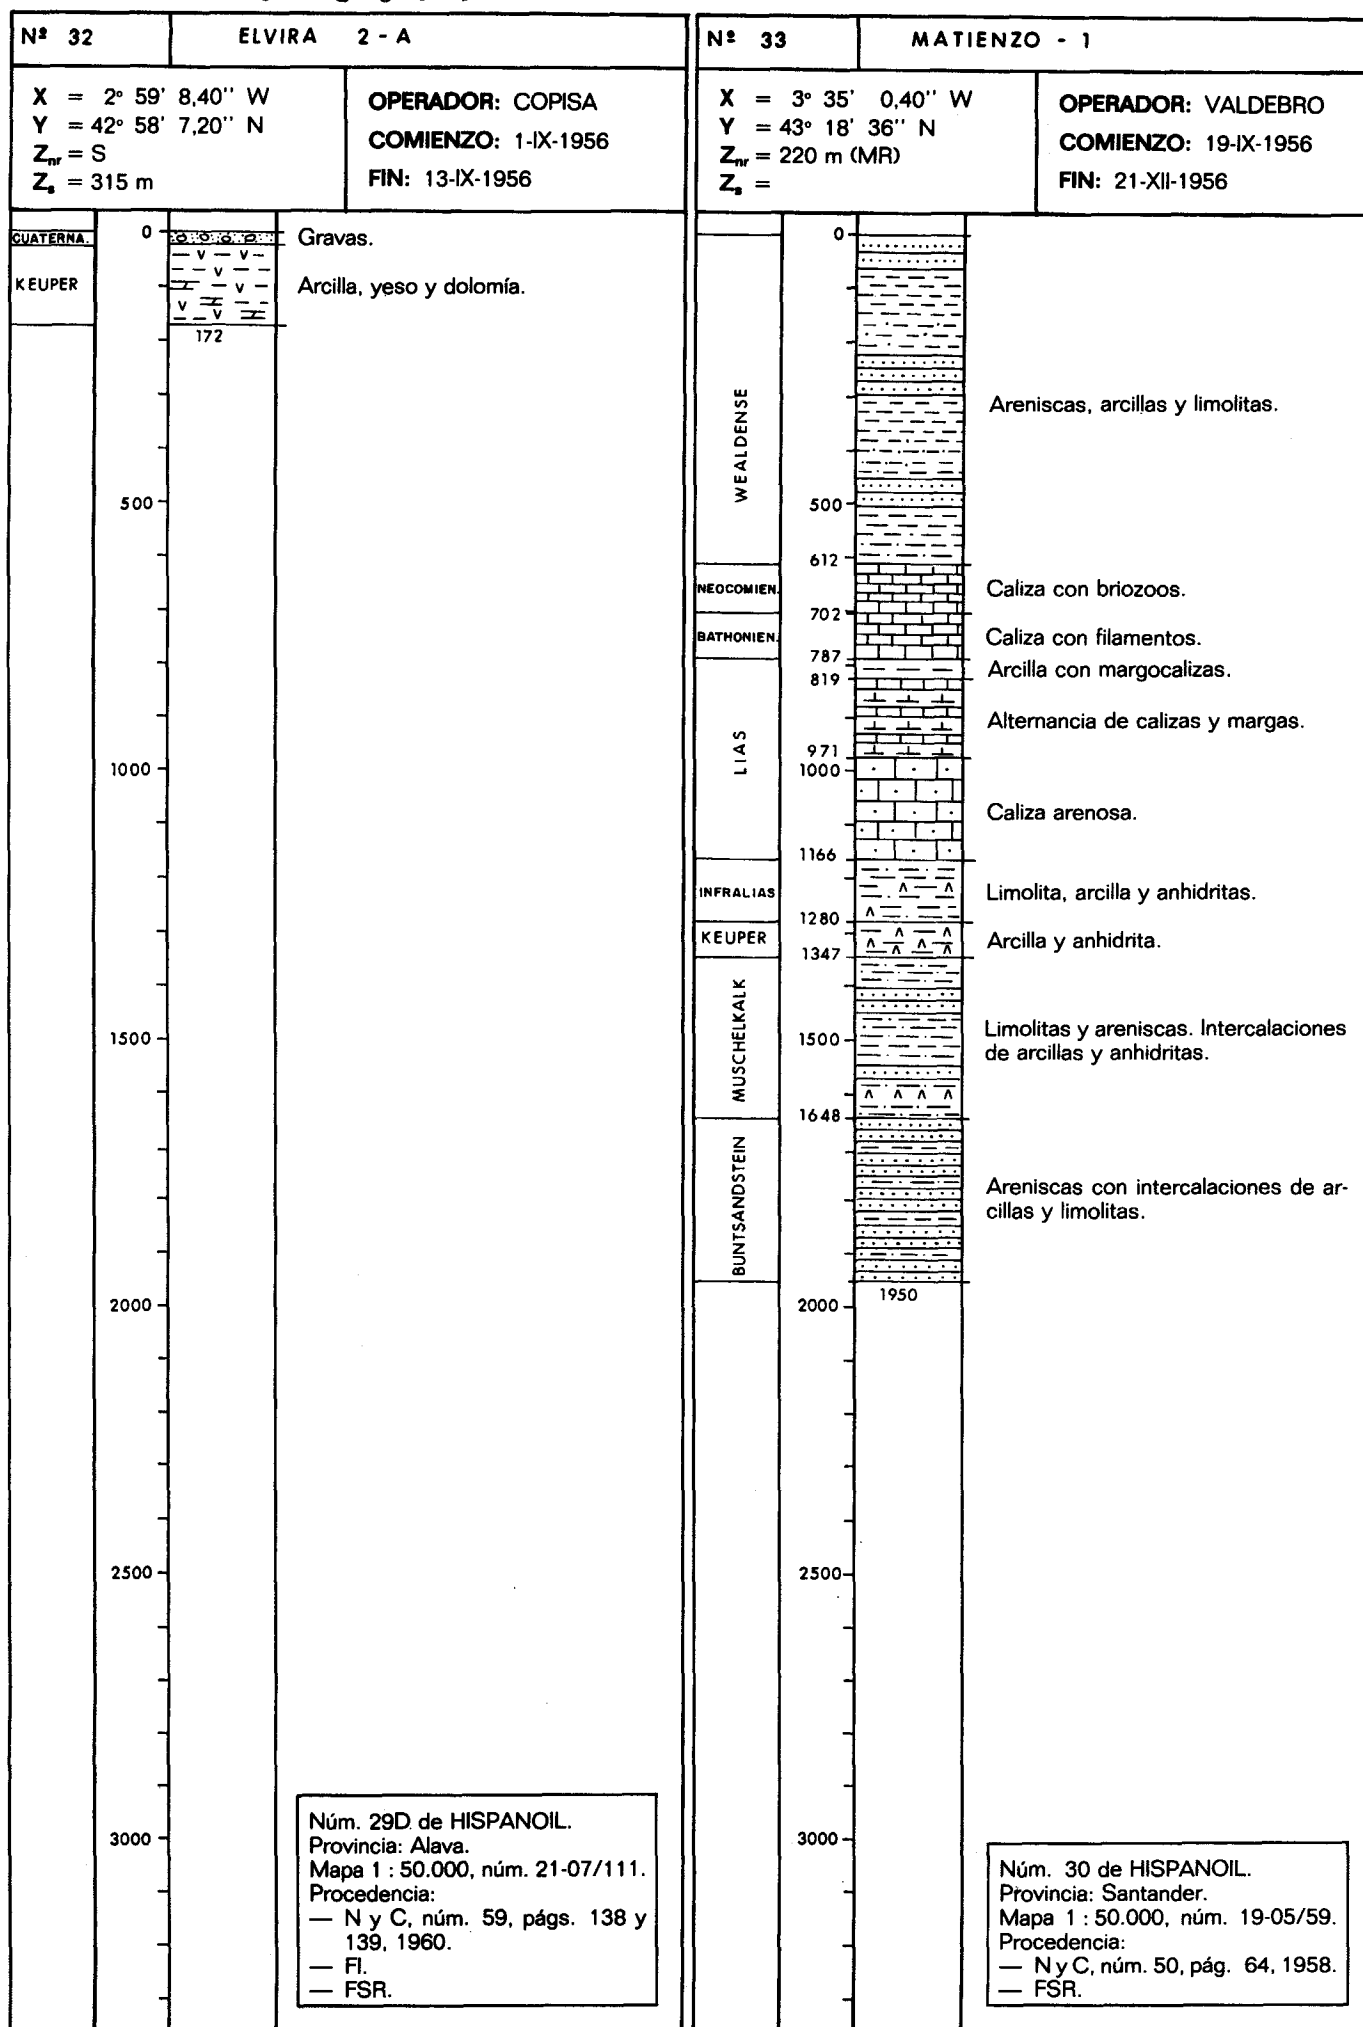 Nº 32
ELVIRA 2 - A
X = 2º 59' 8,40'' W
Y = 42º 58' 7,20'' N
Znr = S
Zs = 315 m
OPERADOR: COPISA
COMIENZO: 1-IX-1956
FIN: 13-IX-1956
CUATERNA.
0
Gravas.
KEUPER
Arcilla, yeso y dolomía.
172
500
1000
1500
2000
2500
3000
Núm. 29D de HISPANOIL.
Provincia: Alava.
Mapa 1 : 50.000, núm. 21-07/111.
Procedencia:
— N y C, núm. 59, págs. 138 y
139, 1960.
— FI.
— FSR.
Nº 33
MATIENZO - 1
X = 3º 35' 0,40'' W
Y = 43º 18' 36'' N
Znr = 220 m (MR)
Zs =
OPERADOR: VALDEBRO
COMIENZO: 19-IX-1956
FIN: 21-XII-1956
0
WEALDENSE
Areniscas, arcillas y limolitas.
500
612
NEOCOMIEN.
Caliza con briozoos.
702
BATHONIEN.
Caliza con filamentos.
787
Arcilla con margocalizas.
819
LIAS
Alternancia de calizas y margas.
971
1000
Caliza arenosa.
1166
INFRALIAS
Limolita, arcilla y anhidritas.
1280
KEUPER
Arcilla y anhidrita.
1347
MUSCHELKALK
1500
Limolitas y areniscas. Intercalaciones
de arcillas y anhidritas.
1648
BUNTSANDSTEIN
Areniscas con intercalaciones de ar-
cillas y limolitas.
1950
2000
2500
3000
Núm. 30 de HISPANOIL.
Provincia: Santander.
Mapa 1 : 50.000, núm. 19-05/59.
Procedencia:
— N y C, núm. 50, pág. 64, 1958.
— FSR.